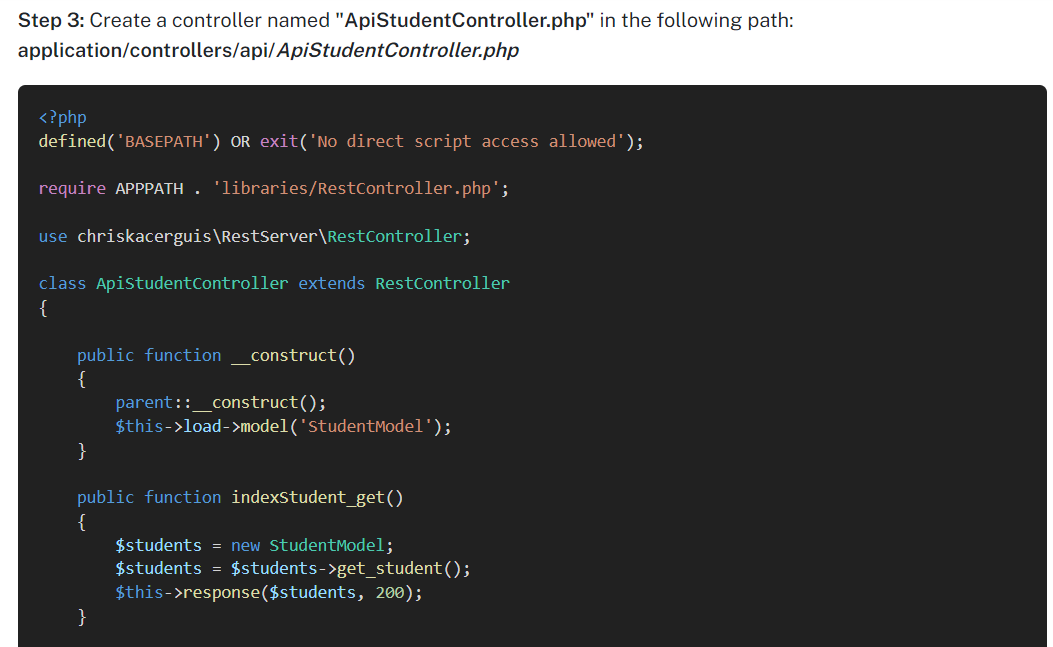 Step 3: Create a controller named "ApiStudentController.php" in the following path:
application/controllers/api/ApiStudentController.php
<?php
defined('BASEPATH') OR exit('No direct script access allowed');
require APPPATH . 'libraries/RestController.php';
use chriskacerguis\RestServer\RestController;
class ApiStudentController extends RestController
{
    public function __construct()
    {
        parent::__construct();
        $this->load->model('StudentModel');
    }
    public function indexStudent_get()
    {
        $students = new StudentModel;
        $students = $students->get_student();
        $this->response($students, 200);
    }